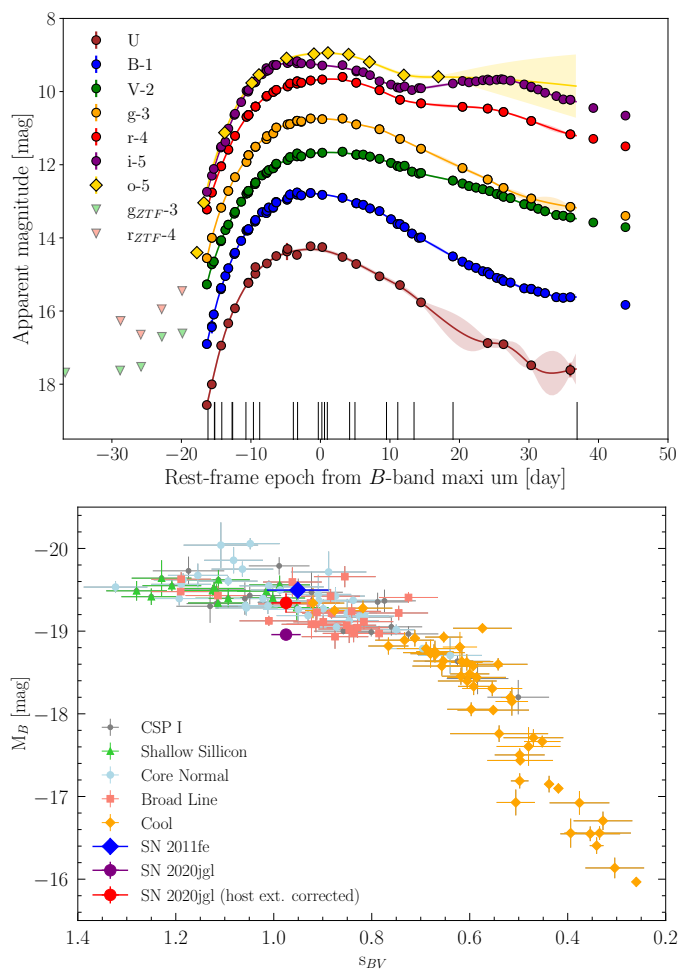 8
10
12
14
16
18
Apparent magnitude [mag]
U
B-1
V-2
g-3
r-4
i-5
o-5
gZTF-3
rZTF-4
−30
−20
−10
0
10
20
30
40
50
Rest-frame epoch from B-band maxi um [day]
−20
−19
−18
−17
−16
MB [mag]
CSP I
Shallow Sillicon
Core Normal
Broad Line
Cool
SN 2011fe
SN 2020jgl
SN 2020jgl (host ext. corrected)
1.4
1.2
1.0
0.8
0.6
0.4
0.2
sBV